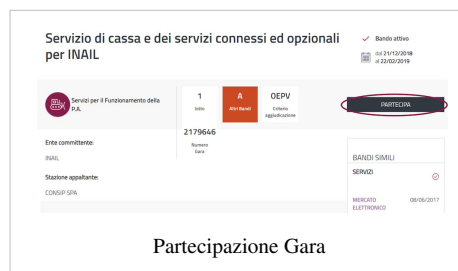 Servizio di cassa e dei servizi connessi ed opzionali
per INAIL
Bando attivo
dal 21/12/2018
al 22/02/2019
Servizi per il Funzionamento della
P.A.
1
lotto
A
Altri Bandi
OEPV
Criterio
aggiudicazione
PARTECIPA
2179646
Numero
Gara
Ente committente:
INAIL
Stazione appaltante:
CONSIP SPA
BANDI SIMILI
SERVIZI
MERCATO
ELETTRONICO
08/06/2017
Partecipazione Gara